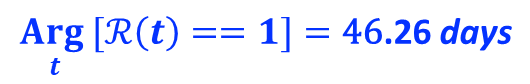 Arg [ℛ(t) == 1] = 46.26 days
t